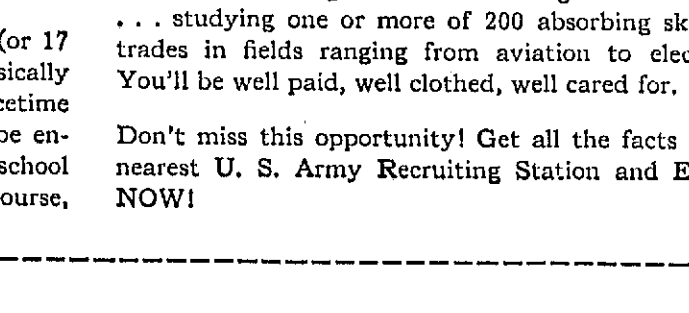 (or 17
sically
cetime
be en-
school
ourse,
. . . studying one or more of 200 absorbing sk
trades in fields ranging from aviation to elec
You'll be well paid, well clothed, well cared for.
Don't miss this opportunity! Get all the facts
nearest U. S. Army Recruiting Station and E
NOW!